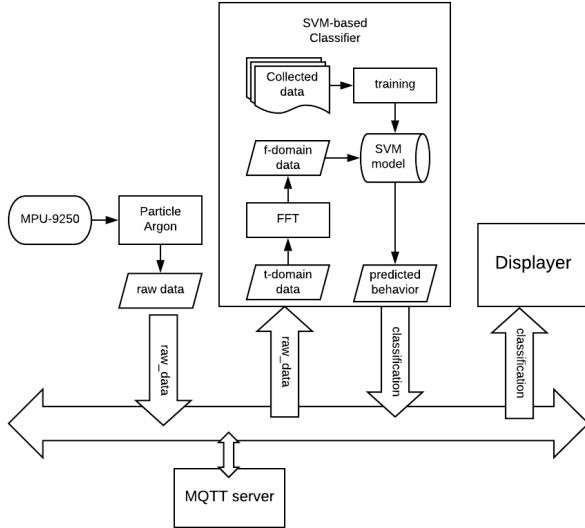 SVM-based
Classifier
Collected
data
training
f-domain
data
SVM
model
MPU-9250
Particle
Argon
FFT
raw data
t-domain
data
predicted
behavior
Displayer
raw_data
raw_data
classification
classification
MQTT server